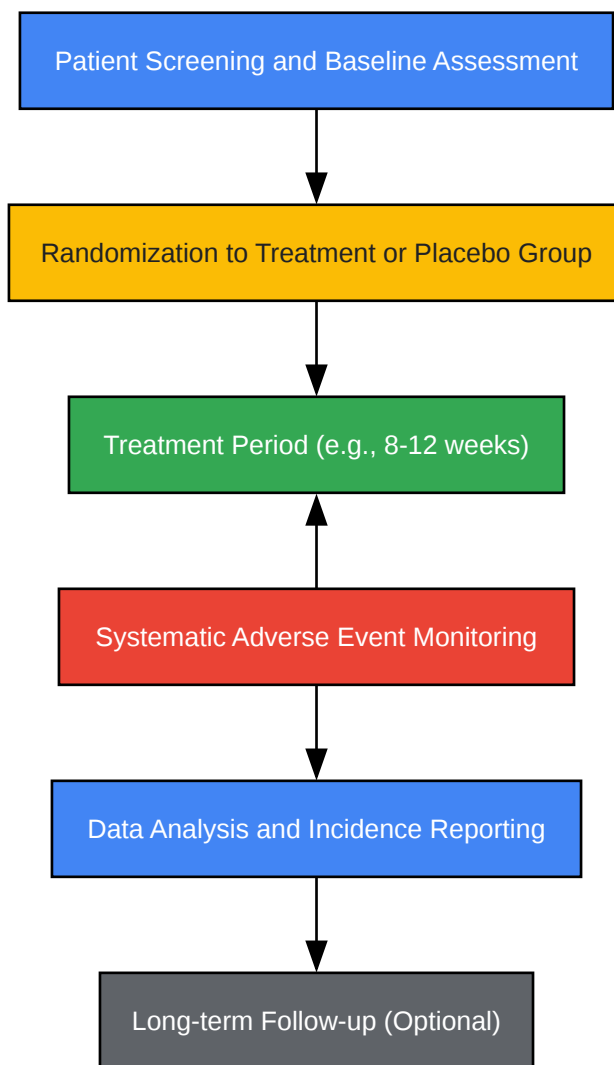 Patient Screening and Baseline Assessment
Randomization to Treatment or Placebo Group
Treatment Period (e.g., 8-12 weeks)
Systematic Adverse Event Monitoring
Data Analysis and Incidence Reporting
Long-term Follow-up (Optional)